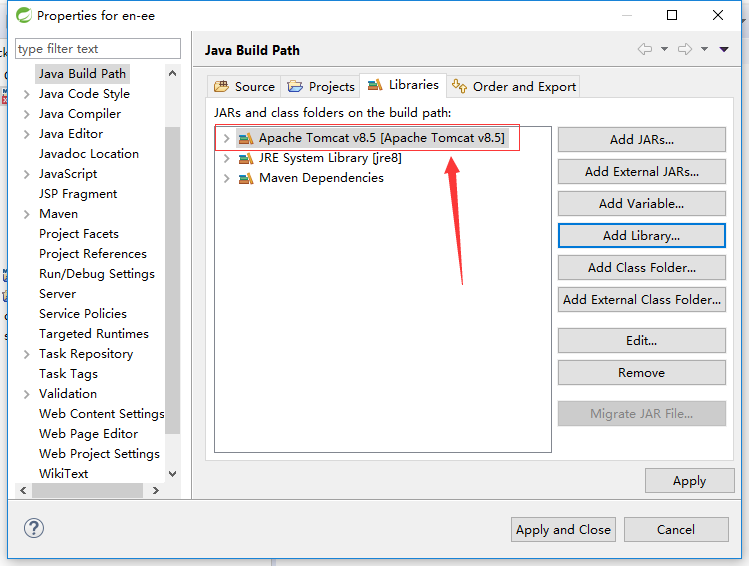 Properties for en-ee
type filter text
Java Build Path
Java Code Style
Java Compiler
Java Editor
Javadoc Location
JavaScript
JSP Fragment
Maven
Project Facets
Project References
Run/Debug Settings
Server
Service Policies
Targeted Runtimes
Task Repository
Task Tags
Validation
Web Content Settings
Web Page Editor
Web Project Settings
WikiText
Java Build Path
Source Projects Libraries Order and Export
JARs and class folders on the build path:
Apache Tomcat v8.5 [Apache Tomcat v8.5]
JRE System Library [jre8]
Maven Dependencies
Add JARs...
Add External JARs...
Add Variable...
Add Library...
Add Class Folder...
Add External Class Folder...
Edit...
Remove
Migrate JAR File...
Apply
Apply and Close
Cancel